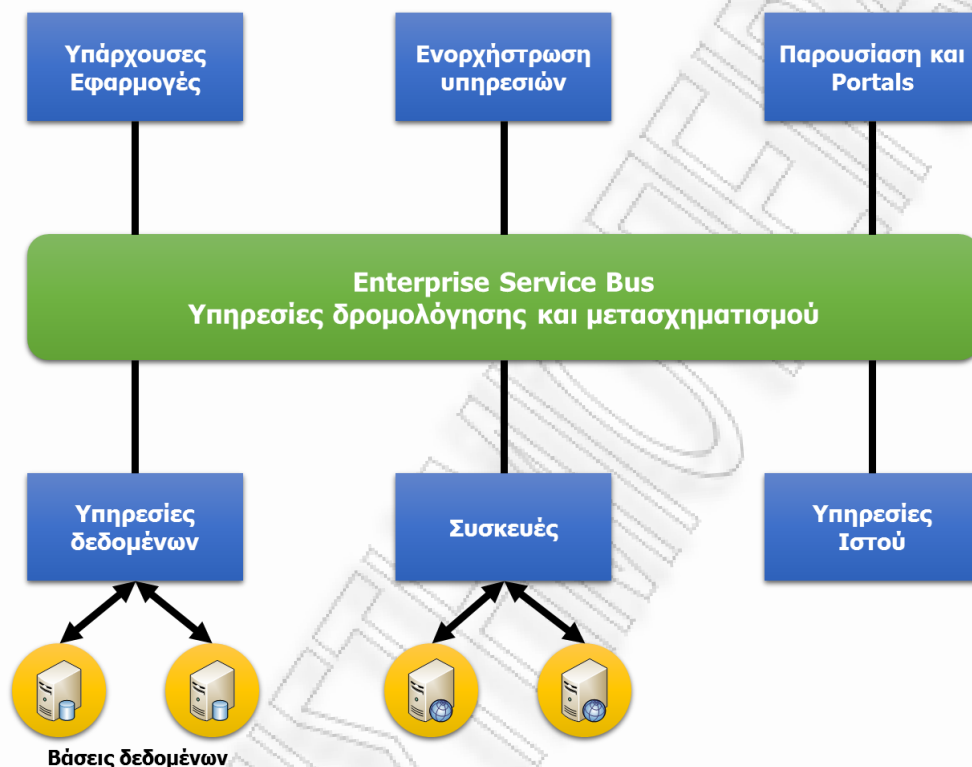 Υπάρχουσες
Εφαρμογές
Ενορχήστρωση
υπηρεσιών
Παρουσίαση και
Portals
Enterprise Service Bus
Υπηρεσίες δρομολόγησης και μετασχηματισμού
Υπηρεσίες
δεδομένων
Συσκευές
Υπηρεσίες
Ιστού
Βάσεις δεδομένων